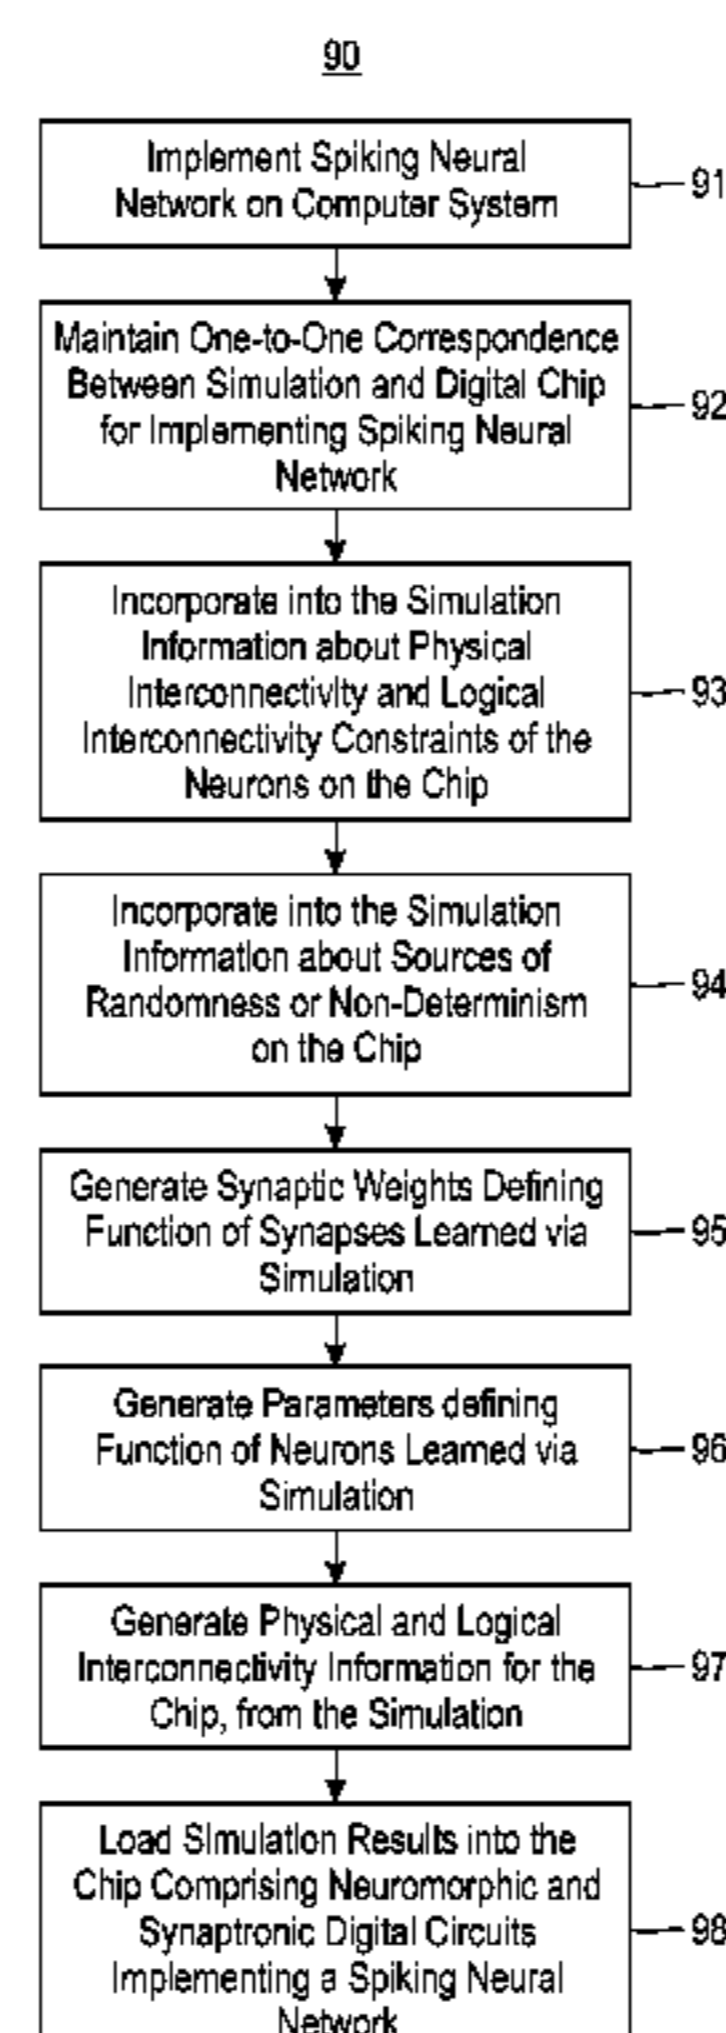 90
Implement Spiking Neural
Network on Computer System
91
Maintain One-to-One Correspondence
Between Simulation and Digital Chip
for Implementing Spiking Neural
Network
92
Incorporate into the Simulation
Information about Physical
Interconnectivity and Logical
Interconnectivity Constraints of the
Neurons on the Chip
93
Incorporate into the Simulation
Information about Sources of
Randomness or Non-Determinism
on the Chip
94
Generate Synaptic Weights Defining
Function of Synapses Learned via
Simulation
95
Generate Parameters defining
Function of Neurons Learned via
Simulation
96
Generate Physical and Logical
Interconnectivity Information for the
Chip, from the Simulation
97
Load Simulation Results into the
Chip Comprising Neuromorphic and
Synaptronic Digital Circuits
Implementing a Spiking Neural
Network
98